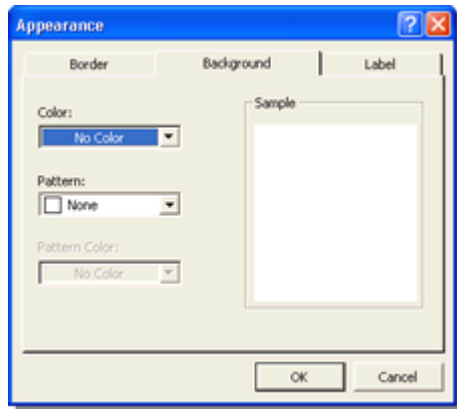 Appearance
Border Background Label
Color:
No Color
Sample
Pattern:
None
Pattern Color:
No Color
OK Cancel